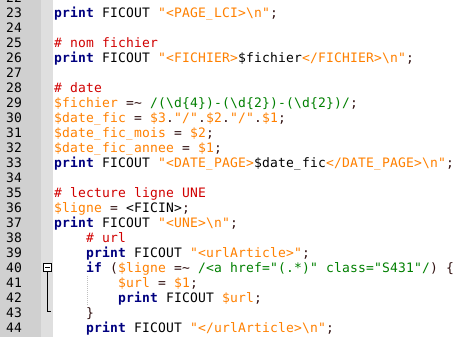 23 print FICOUT "<PAGE_LCI>\n";
24
25 # nom fichier
26 print FICOUT "<FICHIER>$fichier</FICHIER>\n";
27
28 # date
29 $fichier =~ /(\d{4})-(\d{2})-(\d{2})/;
30 $date_fic = $3."/".$2."/".$1;
31 $date_fic_mois = $2;
32 $date_fic_annee = $1;
33 print FICOUT "<DATE_PAGE>$date_fic</DATE_PAGE>\n";
34
35 # lecture ligne UNE
36 $ligne = <FICIN>;
37 print FICOUT "<UNE>\n";
38     # url
39     print FICOUT "<urlArticle>";
40     if ($ligne =~ /<a href="(.*)" class="S431"/) {
41         $url = $1;
42         print FICOUT $url;
43     }
44     print FICOUT "</urlArticle>\n";